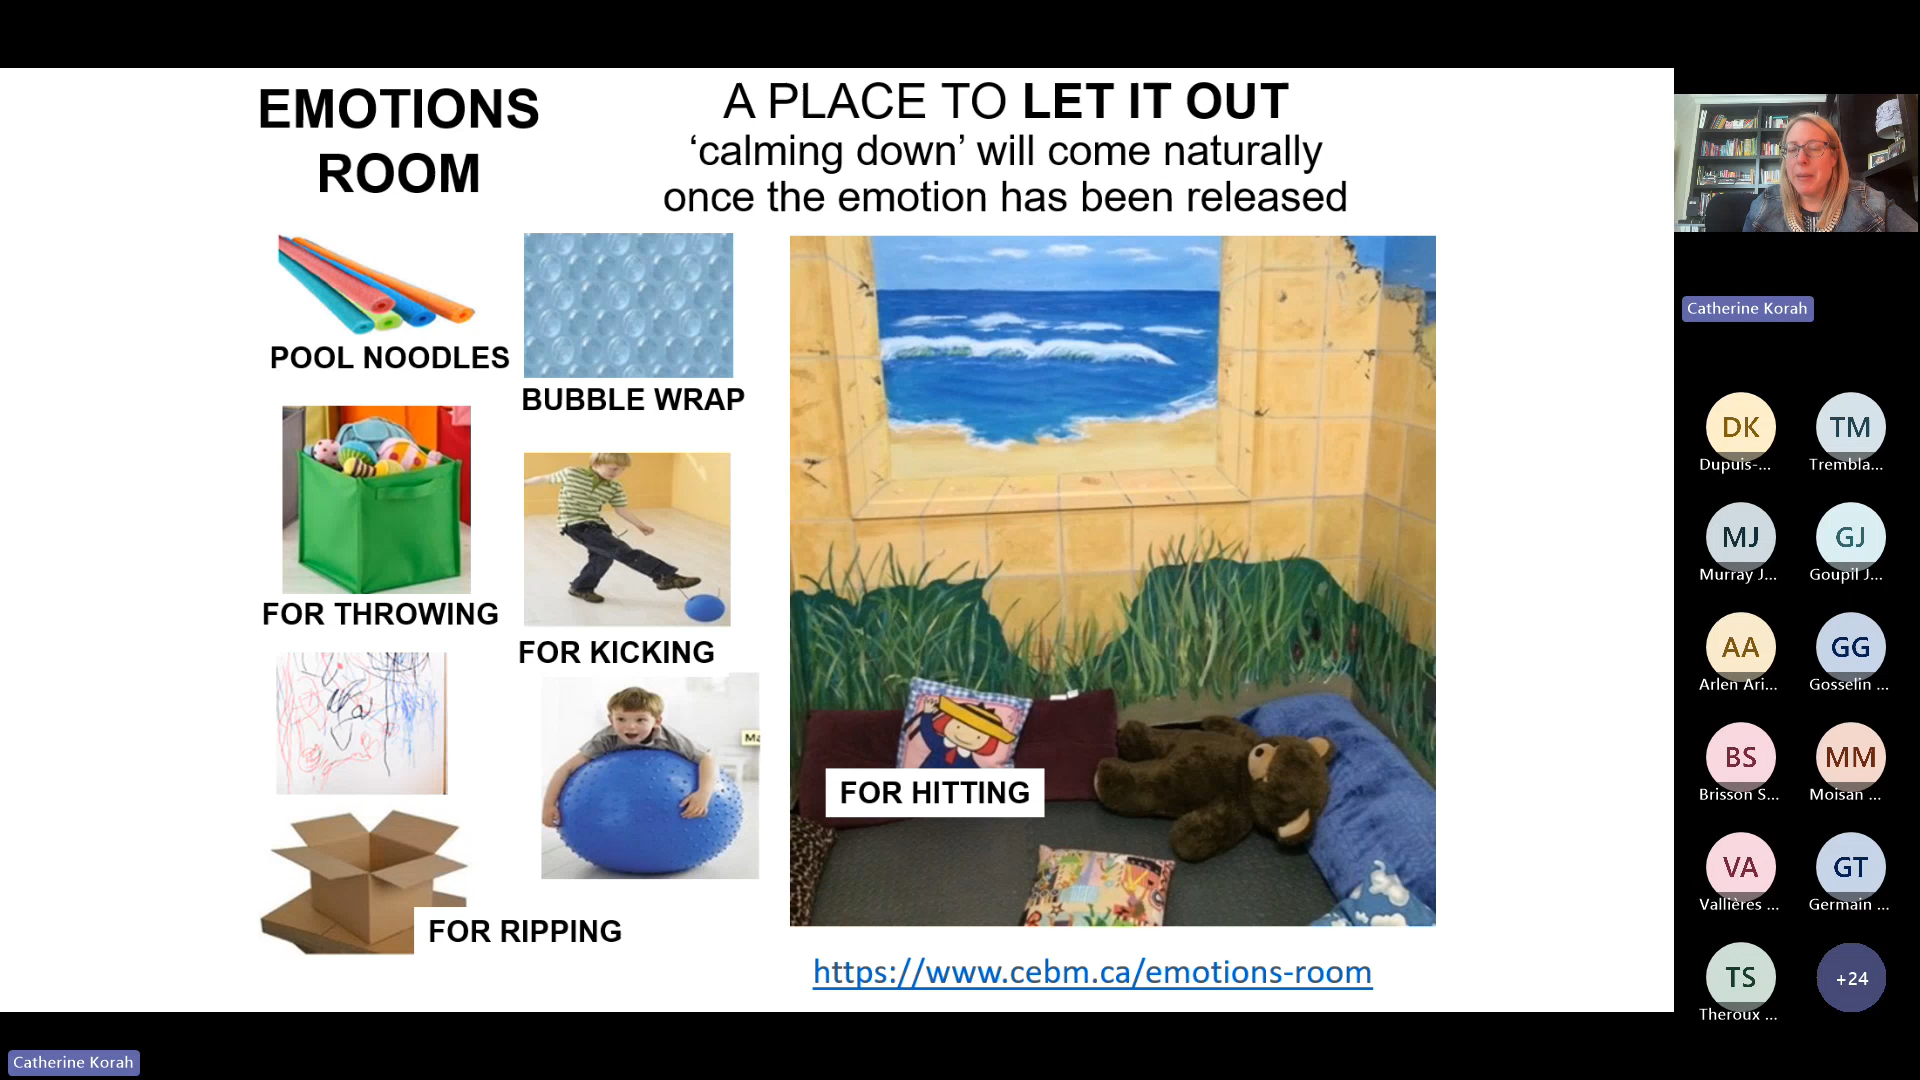 EMOTIONS
ROOM
A PLACE TO LET IT OUT
‘calming down’ will come naturally
once the emotion has been released
POOL NOODLES
BUBBLE WRAP
FOR THROWING
FOR KICKING
Ma
FOR HITTING
FOR RIPPING
https://www.cebm.ca/emotions-room
Catherine Korah
DK
Dupuis-...
TM
Trembla...
MJ
Murray J...
GJ
Goupil J...
AA
Arlen Ari...
GG
Gosselin ...
BS
Brisson S...
MM
Moisan ...
VA
Vallières ...
GT
Germain ...
TS
Theroux ...
+24
Catherine Korah